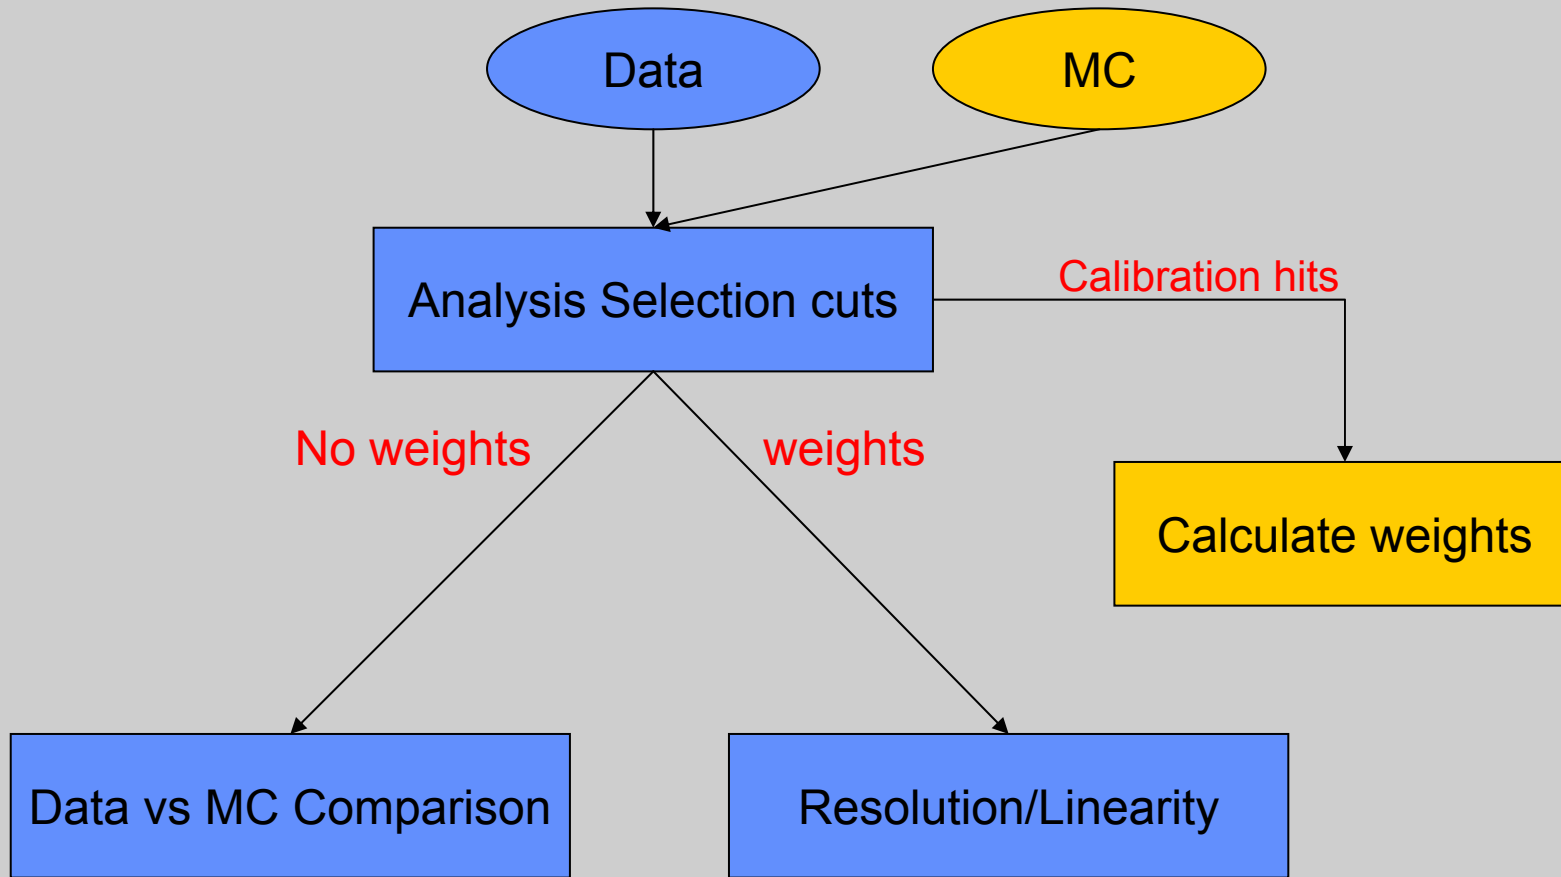 Data
MC
Analysis Selection cuts
Calibration hits
No weights
weights
Calculate weights
Data vs MC Comparison
Resolution/Linearity